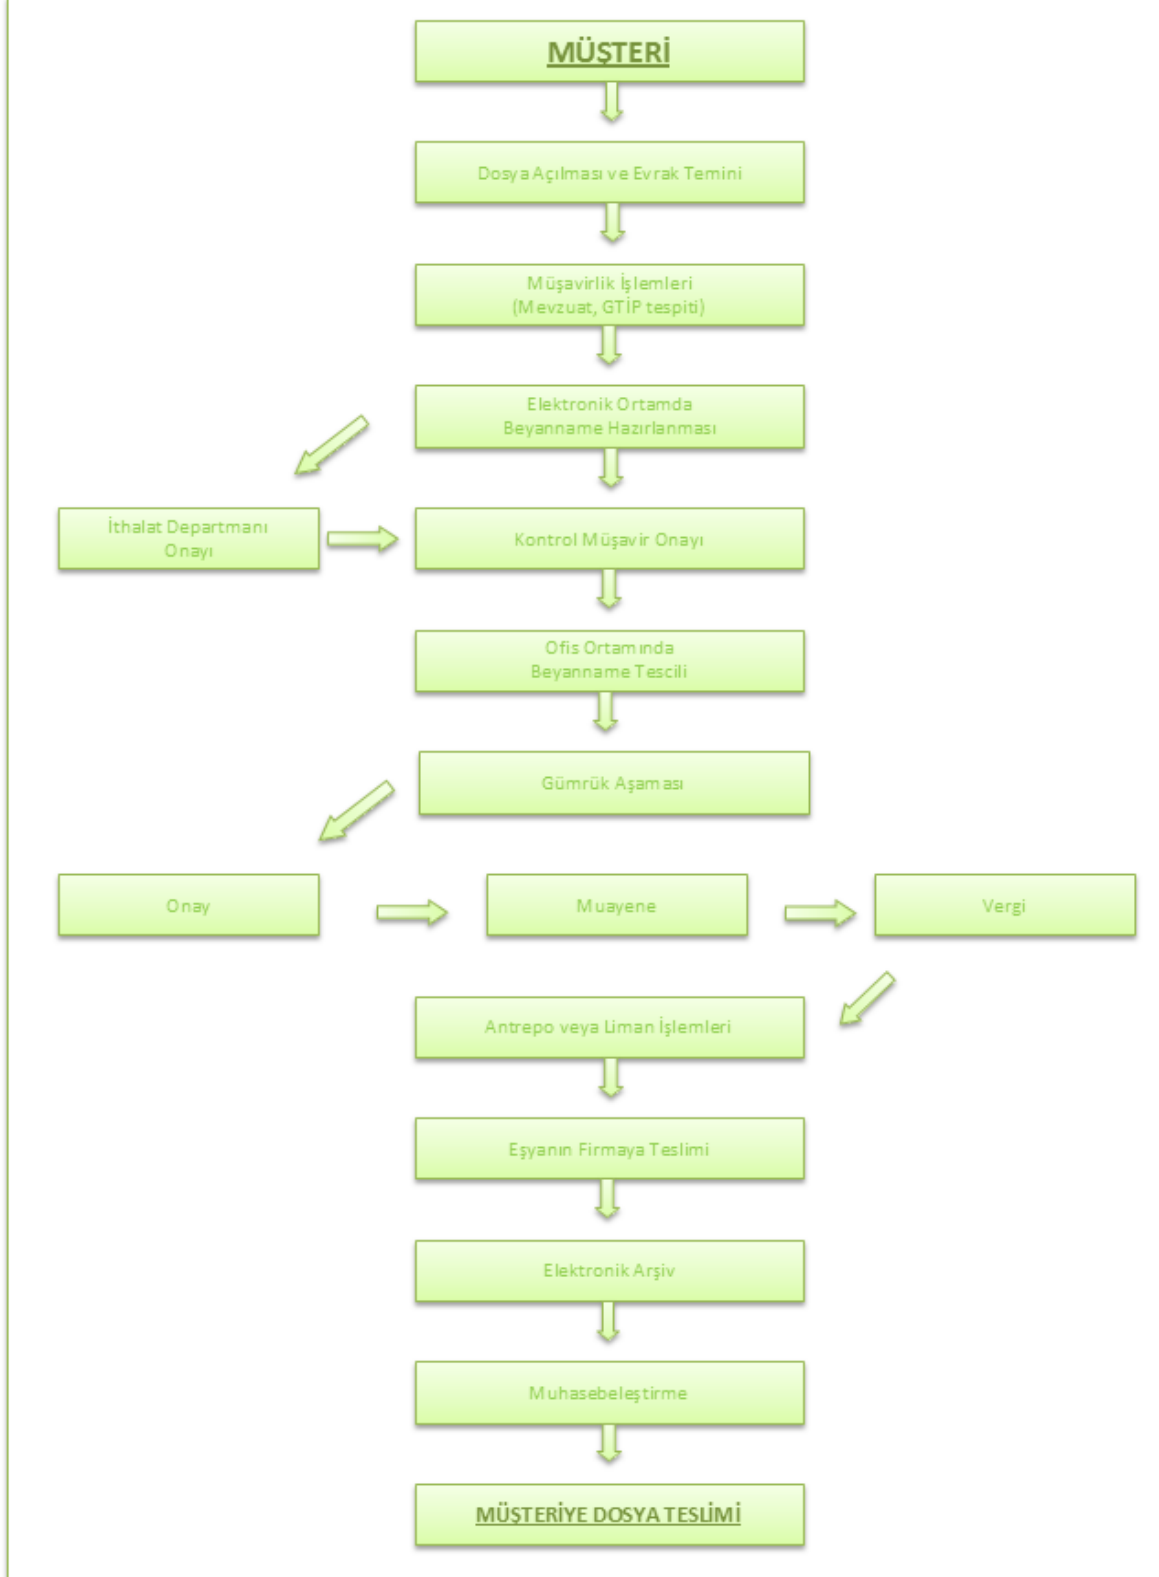 MÜŞTERİ
Dosya Açılması ve Evrak Temini
Müşavirlik İşlemleri
(Mevzuat, GTİP tespiti)
Elektronik Ortamda
Beyanname Hazırlanması
İthalat Departmanı
Onayı
Kontrol Müşavir Onayı
Ofis Ortamında
Beyanname Tescili
Gümrük Aşaması
Onay
Muayene
Vergi
Antrepo veya Liman İşlemleri
Eşyanın Firmaya Teslimi
Elektronik Arşiv
Muhasebeleştirme
MÜŞTERİYE DOSYA TESLİMİ